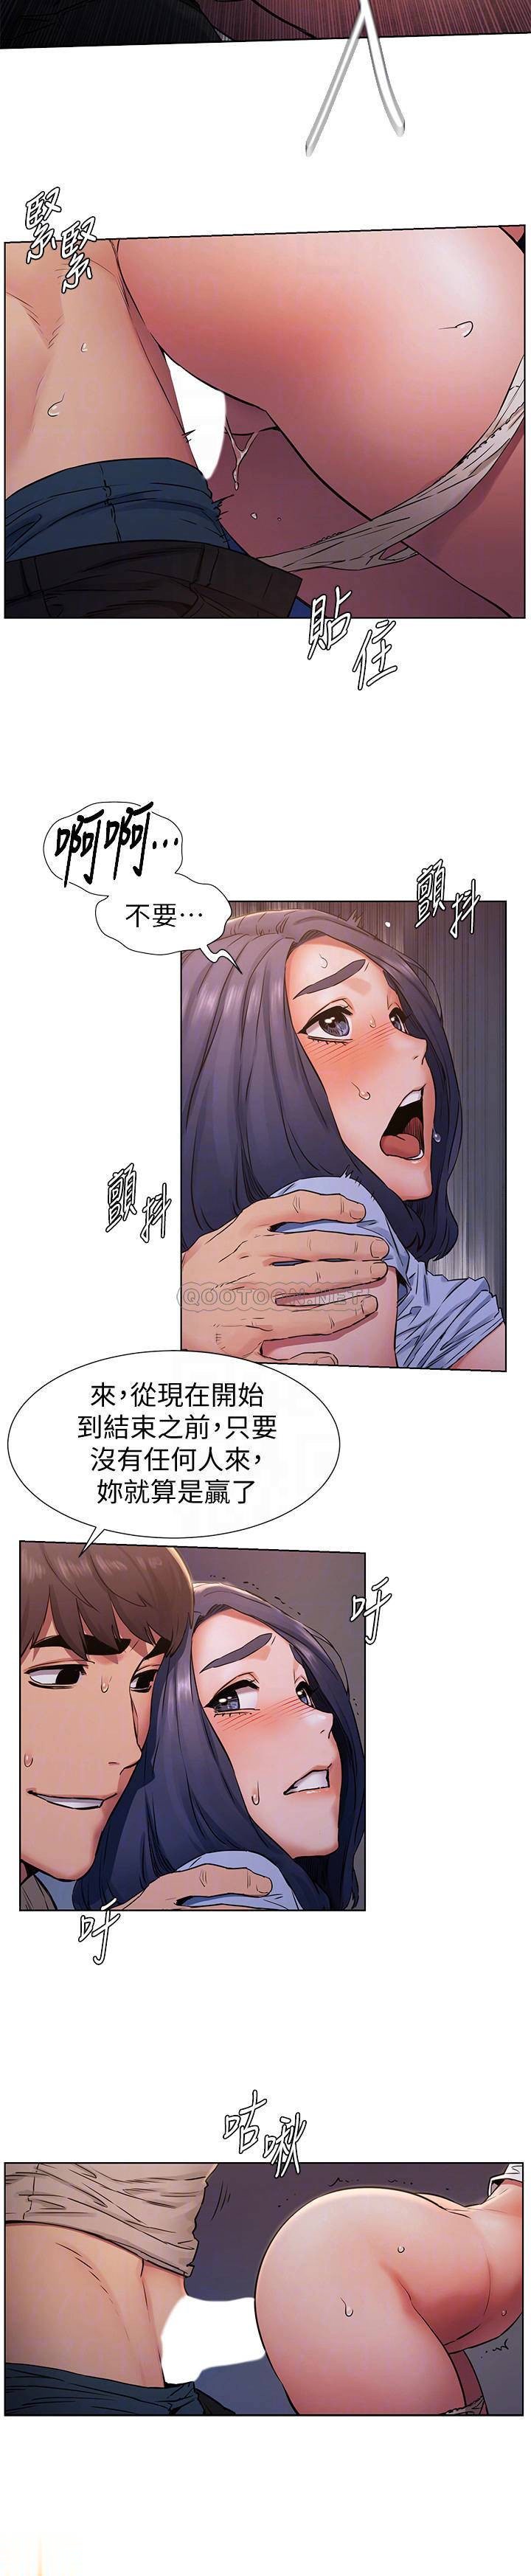 緊緊
貼住
啊啊…
不要…
顫抖
顫抖
QOOTOON.NET
來，從現在開始
到結束之前，只要
沒有任何人來，
妳就算是贏了
吁
吁
咕啾